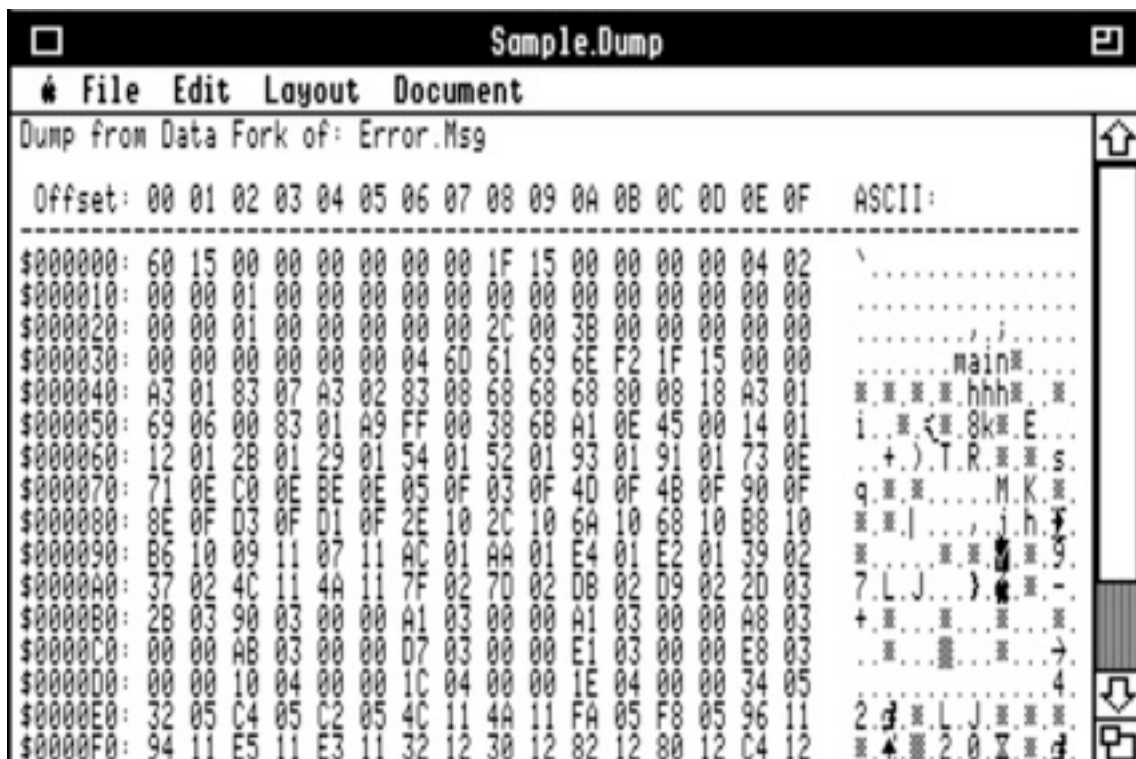 Sample.Dump
File Edit Layout Document
Dump from Data Fork of: Error.Msg
Offset: 00 01 02 03 04 05 06 07 08 09 0A 0B 0C 0D 0E 0F ASCII:
$000000: 60 15 00 00 00 00 00 00 1F 15 00 00 00 00 04 02 `...............
$000010: 00 00 01 00 00 00 00 00 00 00 00 00 00 00 00 00 ................
$000020: 00 00 01 00 00 00 00 00 2C 00 3B 00 00 00 00 00 ........,.;.....
$000030: 00 00 00 00 00 00 04 6D 61 69 6E F2 1F 15 00 00 .......main
$000040: A3 01 83 07 A3 02 83 08 68 68 68 80 08 18 A3 01 hhh
$000050: 69 06 00 83 01 A9 FF 00 38 6B A1 0E 45 00 14 01 i.. 8k .E...
$000060: 12 01 2B 01 29 01 54 01 52 01 93 01 91 01 73 0E ..+.).T.R. . .s.
$000070: 71 0E C0 0E BE 0E 05 0F 03 0F 4D 0F 4B 0F 90 0F q. . .....M.K. .
$000080: 8E 0F D3 0F D1 0F 2E 10 2C 10 6A 10 68 10 B8 10 , . j . h .
$000090: B6 10 09 11 07 11 AC 01 AA 01 E4 01 E2 01 39 02 9.
$0000A0: 37 02 4C 11 4A 11 7F 02 7D 02 DB 02 D9 02 2D 03 7.L.J. . }. . .-.
$0000B0: 2B 03 90 03 00 00 A1 03 00 00 A1 03 00 00 A8 03 +.
$0000C0: 00 00 AB 03 00 00 D7 03 00 00 E1 03 00 00 E8 03
$0000D0: 00 00 10 04 00 00 1C 04 00 00 1E 04 00 00 34 05 ..............4.
$0000E0: 32 05 C4 05 C2 05 4C 11 4A 11 FA 05 F8 05 96 11 2. . . L.J.
$0000F0: 94 11 E5 11 E3 11 32 12 30 12 82 12 80 12 C4 12 2.0.